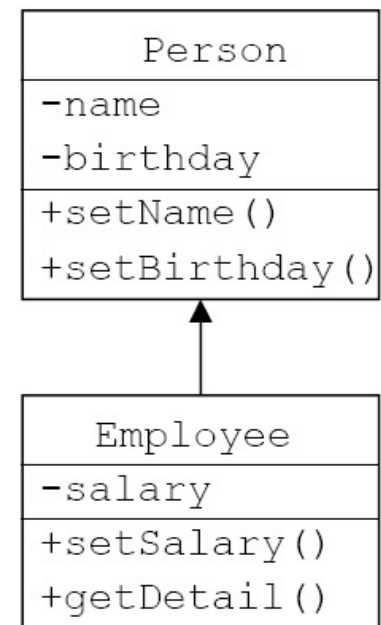 Person
-name
-birthday
+setName()
+setBirthday()
Employee
-salary
+setSalary()
+getDetail()